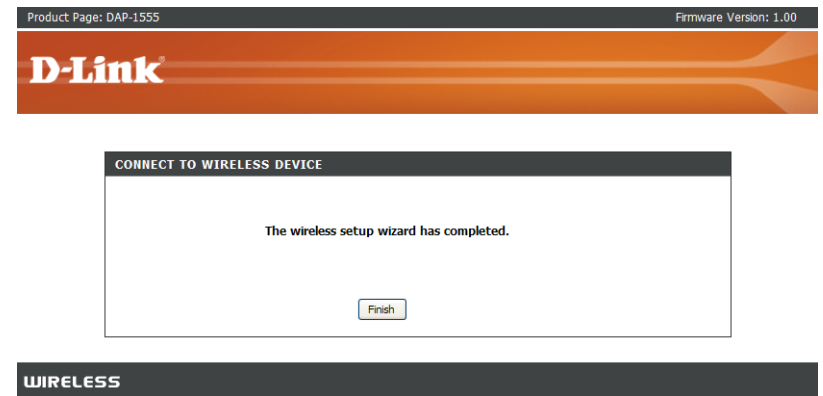 Product Page: DAP-1555 Firmware Version: 1.00
D-Link®
CONNECT TO WIRELESS DEVICE
The wireless setup wizard has completed.
Finish
WIRELESS